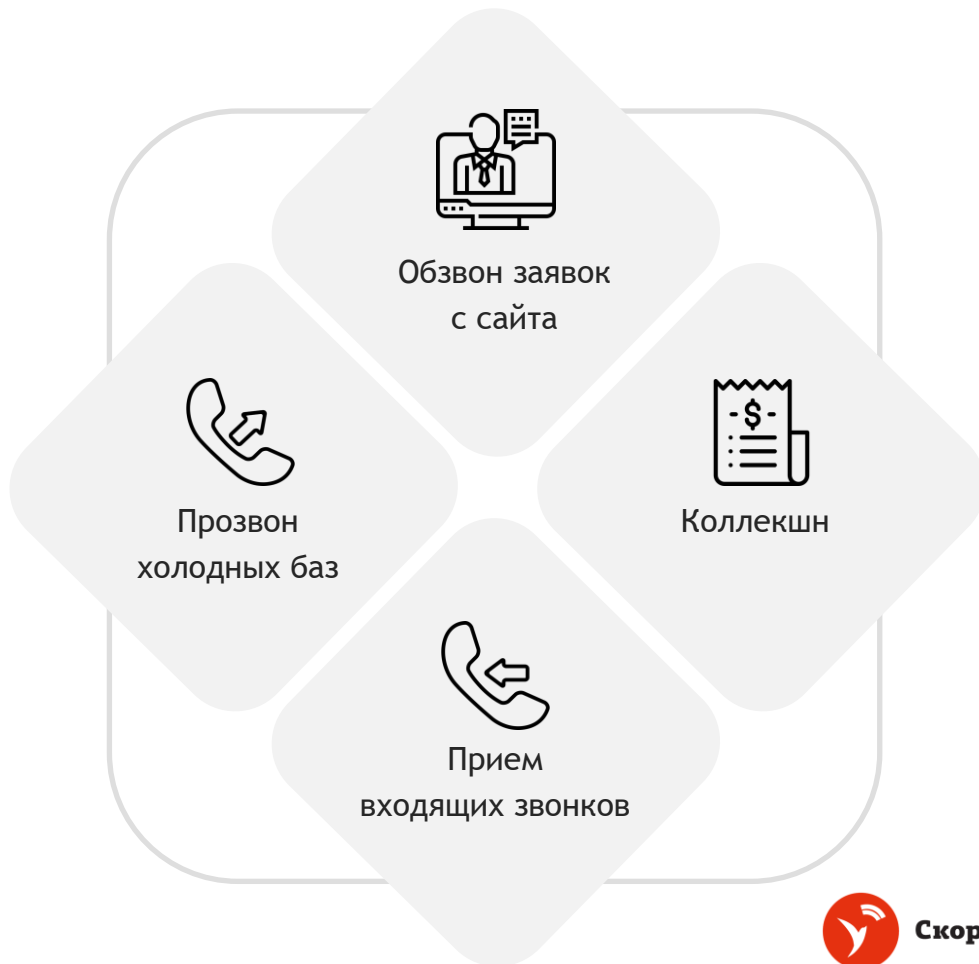 Обзвон заявок
с сайта
Прозвон
холодных баз
- $ -
Коллекшн
Прием
входящих звонков
Скор